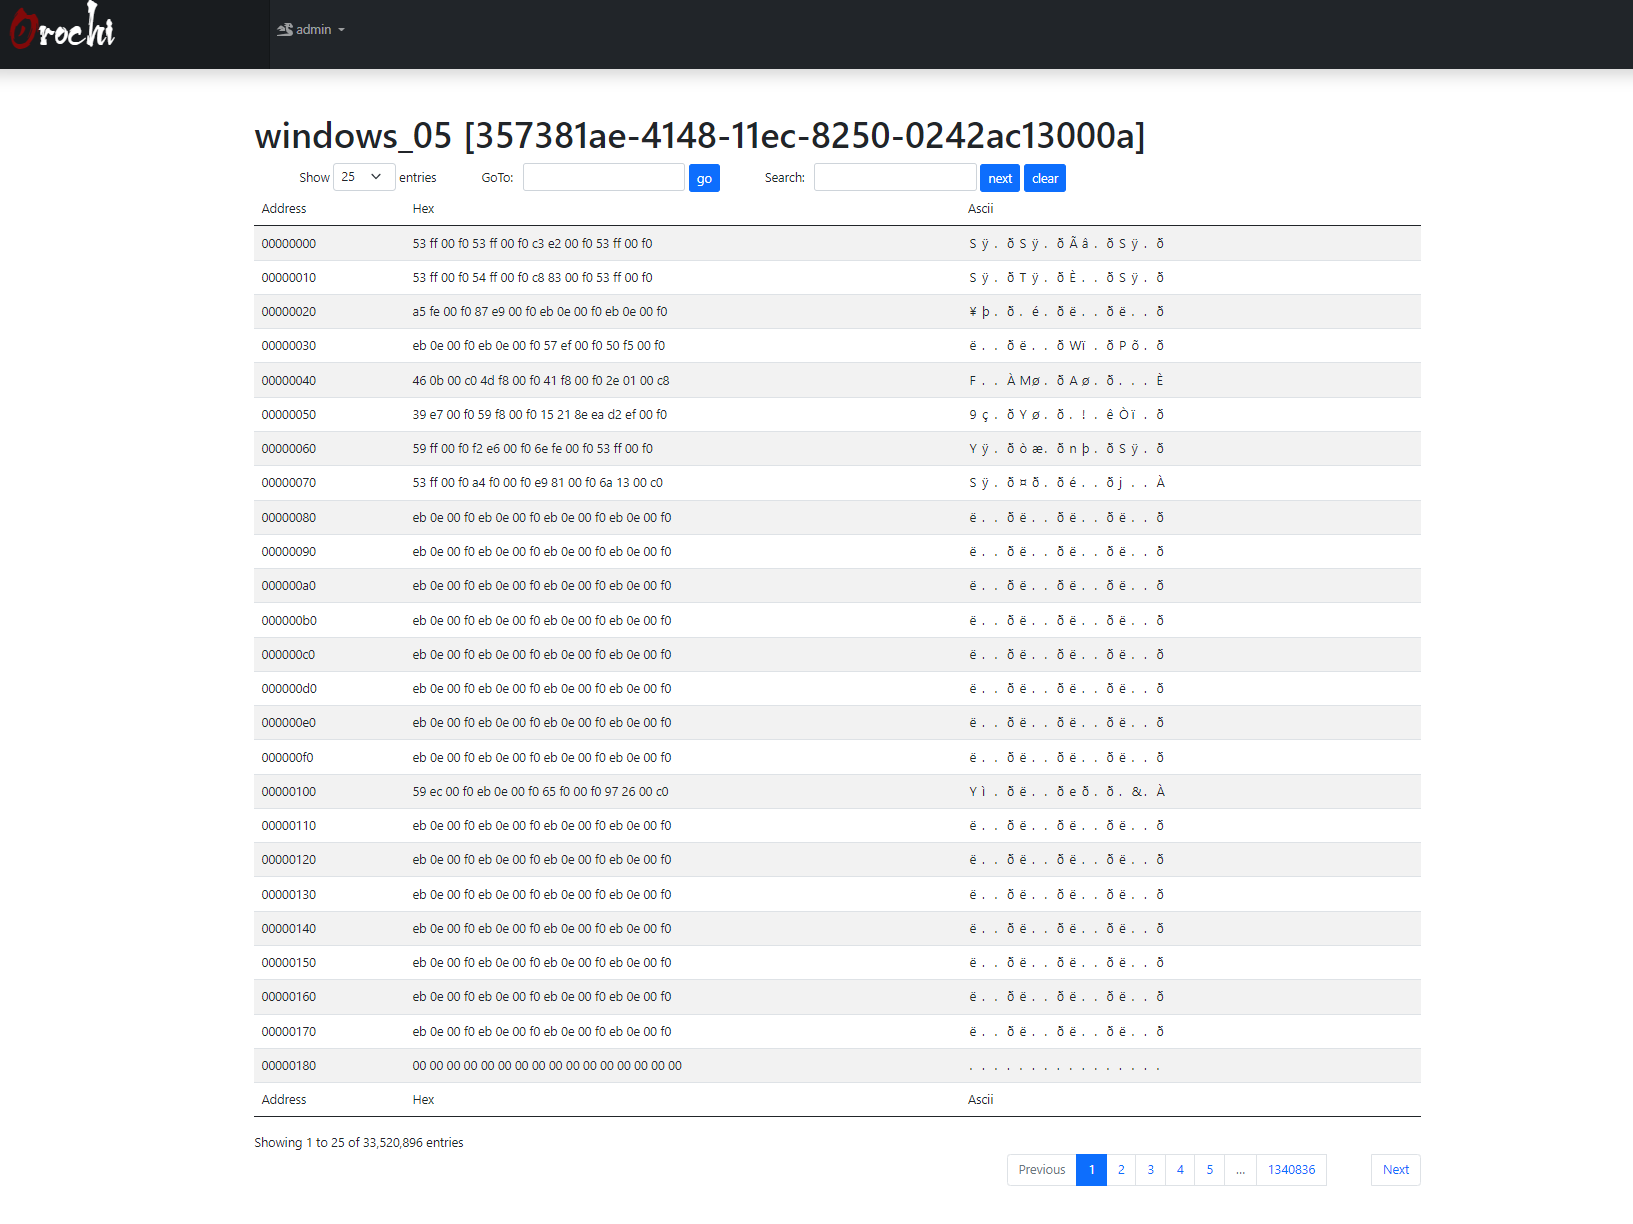 Orochi
admin
windows_05 [357381ae-4148-11ec-8250-0242ac13000a]
Show 25 entries GoTo: go Search: next clear
Address Hex Ascii
00000000 53 ff 00 f0 53 ff 00 f0 c3 e2 00 f0 53 ff 00 f0 S ÿ . ð S ÿ . ð Ã â . ð S ÿ . ð
00000010 53 ff 00 f0 54 ff 00 f0 c8 83 00 f0 53 ff 00 f0 S ÿ . ð T ÿ . ð È . . ð S ÿ . ð
00000020 a5 fe 00 f0 87 e9 00 f0 eb 0e 00 f0 eb 0e 00 f0 ¥ þ . ð . é . ð ë . . ð ë . . ð
00000030 eb 0e 00 f0 eb 0e 00 f0 57 ef 00 f0 50 f5 00 f0 ë . . ð ë . . ð W ï . ð P õ . ð
00000040 46 0b 00 c0 4d f8 00 f0 41 f8 00 f0 2e 01 00 c8 F . . À M ø . ð A ø . ð . . . È
00000050 39 e7 00 f0 59 f8 00 f0 15 21 8e ea d2 ef 00 f0 9 ç . ð Y ø . ð . ! . ê Ò ï . ð
00000060 59 ff 00 f0 f2 e6 00 f0 6e fe 00 f0 53 ff 00 f0 Y ÿ . ð ò æ . ð n þ . ð S ÿ . ð
00000070 53 ff 00 f0 a4 f0 00 f0 e9 81 00 f0 6a 13 00 c0 S ÿ . ð ¤ ð . ð é . . ð j . . À
00000080 eb 0e 00 f0 eb 0e 00 f0 eb 0e 00 f0 eb 0e 00 f0 ë . . ð ë . . ð ë . . ð ë . . ð
00000090 eb 0e 00 f0 eb 0e 00 f0 eb 0e 00 f0 eb 0e 00 f0 ë . . ð ë . . ð ë . . ð ë . . ð
000000a0 eb 0e 00 f0 eb 0e 00 f0 eb 0e 00 f0 eb 0e 00 f0 ë . . ð ë . . ð ë . . ð ë . . ð
000000b0 eb 0e 00 f0 eb 0e 00 f0 eb 0e 00 f0 eb 0e 00 f0 ë . . ð ë . . ð ë . . ð ë . . ð
000000c0 eb 0e 00 f0 eb 0e 00 f0 eb 0e 00 f0 eb 0e 00 f0 ë . . ð ë . . ð ë . . ð ë . . ð
000000d0 eb 0e 00 f0 eb 0e 00 f0 eb 0e 00 f0 eb 0e 00 f0 ë . . ð ë . . ð ë . . ð ë . . ð
000000e0 eb 0e 00 f0 eb 0e 00 f0 eb 0e 00 f0 eb 0e 00 f0 ë . . ð ë . . ð ë . . ð ë . . ð
000000f0 eb 0e 00 f0 eb 0e 00 f0 eb 0e 00 f0 eb 0e 00 f0 ë . . ð ë . . ð ë . . ð ë . . ð
00000100 59 ec 00 f0 eb 0e 00 f0 65 f0 00 f0 97 26 00 c0 Y ì . ð ë . . ð e ð . ð . & . À
00000110 eb 0e 00 f0 eb 0e 00 f0 eb 0e 00 f0 eb 0e 00 f0 ë . . ð ë . . ð ë . . ð ë . . ð
00000120 eb 0e 00 f0 eb 0e 00 f0 eb 0e 00 f0 eb 0e 00 f0 ë . . ð ë . . ð ë . . ð ë . . ð
00000130 eb 0e 00 f0 eb 0e 00 f0 eb 0e 00 f0 eb 0e 00 f0 ë . . ð ë . . ð ë . . ð ë . . ð
00000140 eb 0e 00 f0 eb 0e 00 f0 eb 0e 00 f0 eb 0e 00 f0 ë . . ð ë . . ð ë . . ð ë . . ð
00000150 eb 0e 00 f0 eb 0e 00 f0 eb 0e 00 f0 eb 0e 00 f0 ë . . ð ë . . ð ë . . ð ë . . ð
00000160 eb 0e 00 f0 eb 0e 00 f0 eb 0e 00 f0 eb 0e 00 f0 ë . . ð ë . . ð ë . . ð ë . . ð
00000170 eb 0e 00 f0 eb 0e 00 f0 eb 0e 00 f0 eb 0e 00 f0 ë . . ð ë . . ð ë . . ð ë . . ð
00000180 00 00 00 00 00 00 00 00 00 00 00 00 00 00 00 00 . . . . . . . . . . . . . . . .
Address Hex Ascii
Showing 1 to 25 of 33,520,896 entries
Previous 1 2 3 4 5 ... 1340836 Next